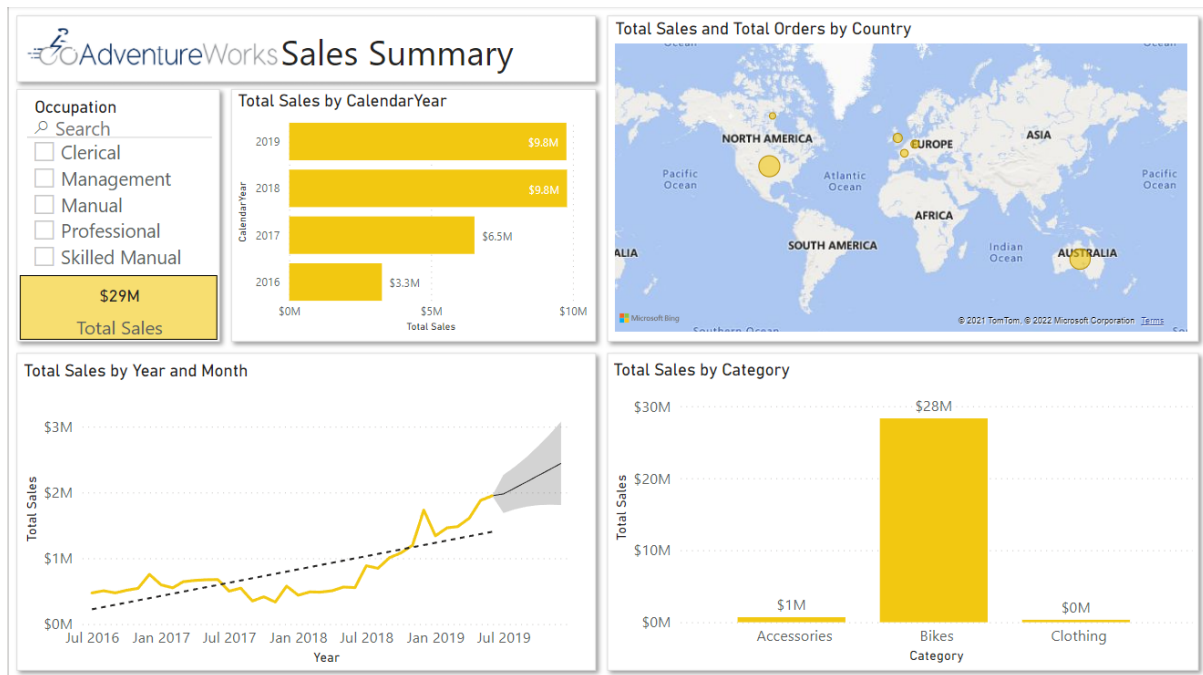 AdventureWorks Sales Summary
Occupation
Search
Clerical
Management
Manual
Professional
Skilled Manual
$29M
Total Sales
Total Sales by CalendarYear
CalendarYear
2019
$9.8M
2018
$9.8M
2017
$6.5M
2016
$3.3M
$0M $5M $10M
Total Sales
Total Sales and Total Orders by Country
Ocean
Ocean
NORTH AMERICA
EUROPE
ASIA
Pacific
Ocean
Atlantic
Ocean
Pacific
Ocean
AFRICA
SOUTH AMERICA
Indian
Ocean
ALIA
AUSTRALIA
Microsoft Bing
© 2021 TomTom, © 2022 Microsoft Corporation Terms
Southern Ocean
Total Sales by Year and Month
Total Sales
$3M
$2M
$1M
$0M
Jul 2016 Jan 2017 Jul 2017 Jan 2018 Jul 2018 Jan 2019 Jul 2019
Year
Total Sales by Category
Total Sales
$30M
$28M
$20M
$10M
$1M
$0M
$0M
Accessories Bikes Clothing
Category